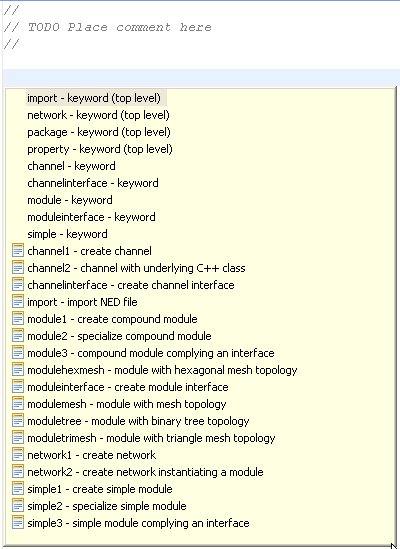 //
// TODO Place comment here
//
import - keyword (top level)
network - keyword (top level)
package - keyword (top level)
property - keyword (top level)
channel - keyword
channelinterface - keyword
module - keyword
moduleinterface - keyword
simple - keyword
channel1 - create channel
channel2 - channel with underlying C++ class
channelinterface - create channel interface
import - import NED file
module1 - create compound module
module2 - specialize compound module
module3 - compound module complying an interface
modulehexmesh - module with hexagonal mesh topology
moduleinterface - create module interface
modulemesh - module with mesh topology
moduletree - module with binary tree topology
moduletrimesh - module with triangle mesh topology
network1 - create network
network2 - create network instantiating a module
simple1 - create simple module
simple2 - specialize simple module
simple3 - simple module complying an interface